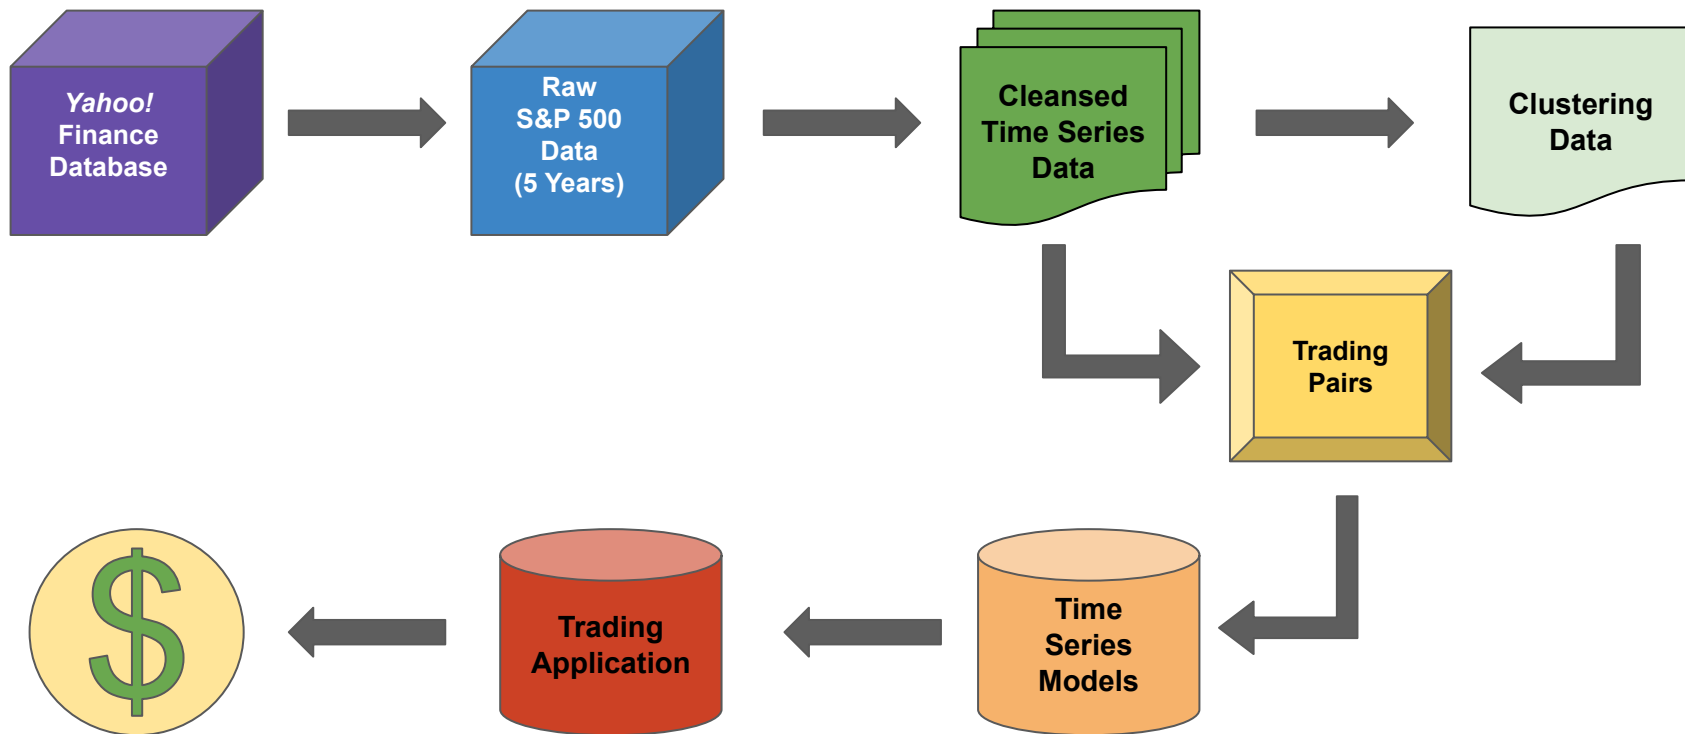 Yahoo!
Finance
Database
Raw
S&P 500
Data
(5 Years)
Cleansed
Time Series
Data
Clustering
Data
Trading
Pairs
$
Trading
Application
Time
Series
Models